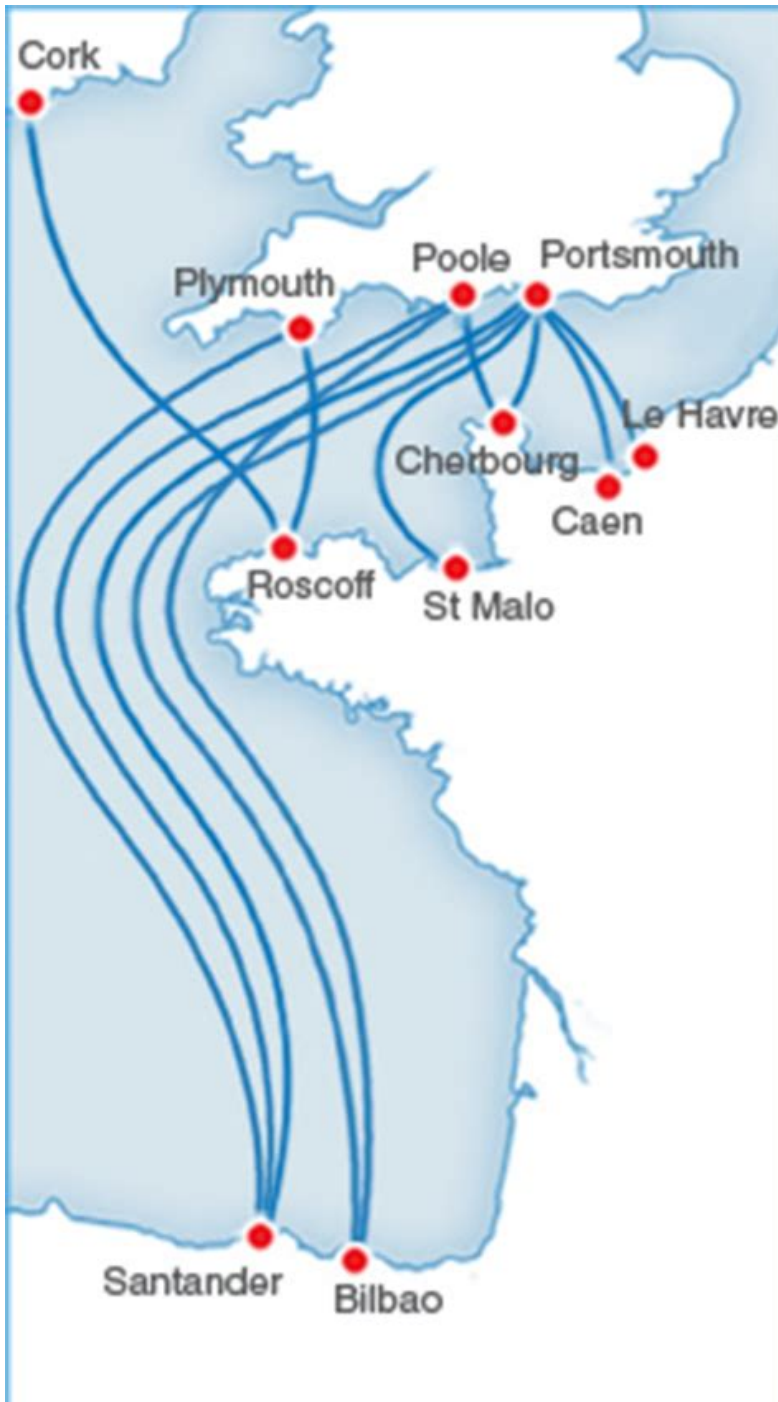 Cork
Poole
Portsmouth
Plymouth
Le Havre
Cherbourg
Caen
Roscoff
St Malo
Santander
Bilbao